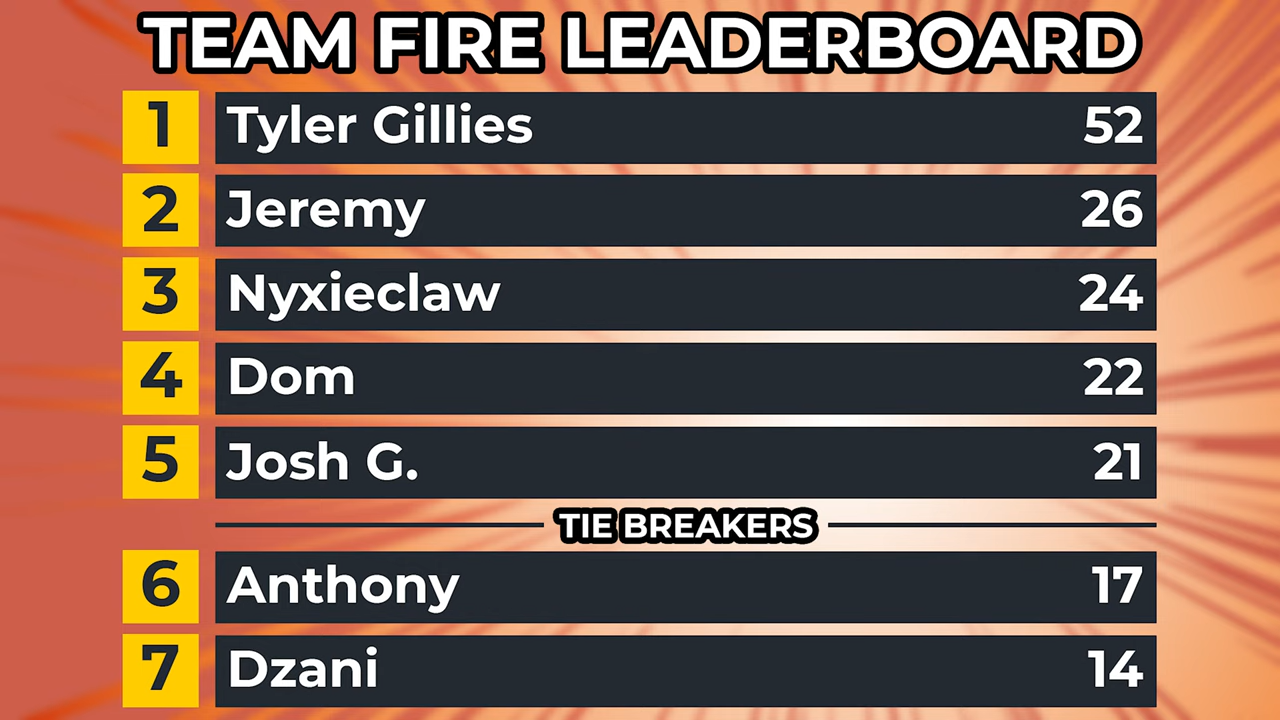 TEAM FIRE LEADERBOARD
1 Tyler Gillies 52
2 Jeremy 26
3 Nyxieclaw 24
4 Dom 22
5 Josh G. 21
TIE BREAKERS
6 Anthony 17
7 Dzani 14